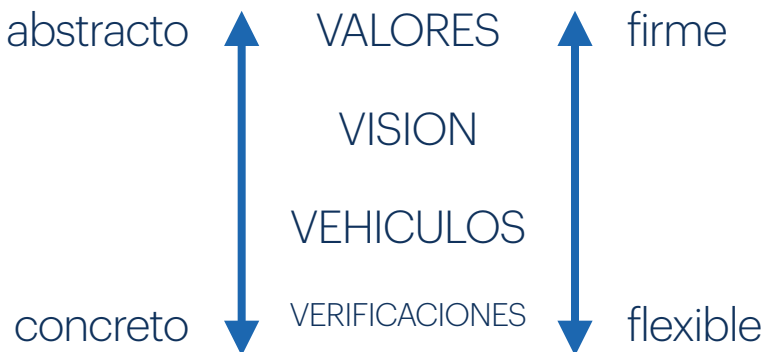 abstracto VALORES firme
VISION
VEHICULOS
concreto VERIFICACIONES flexible